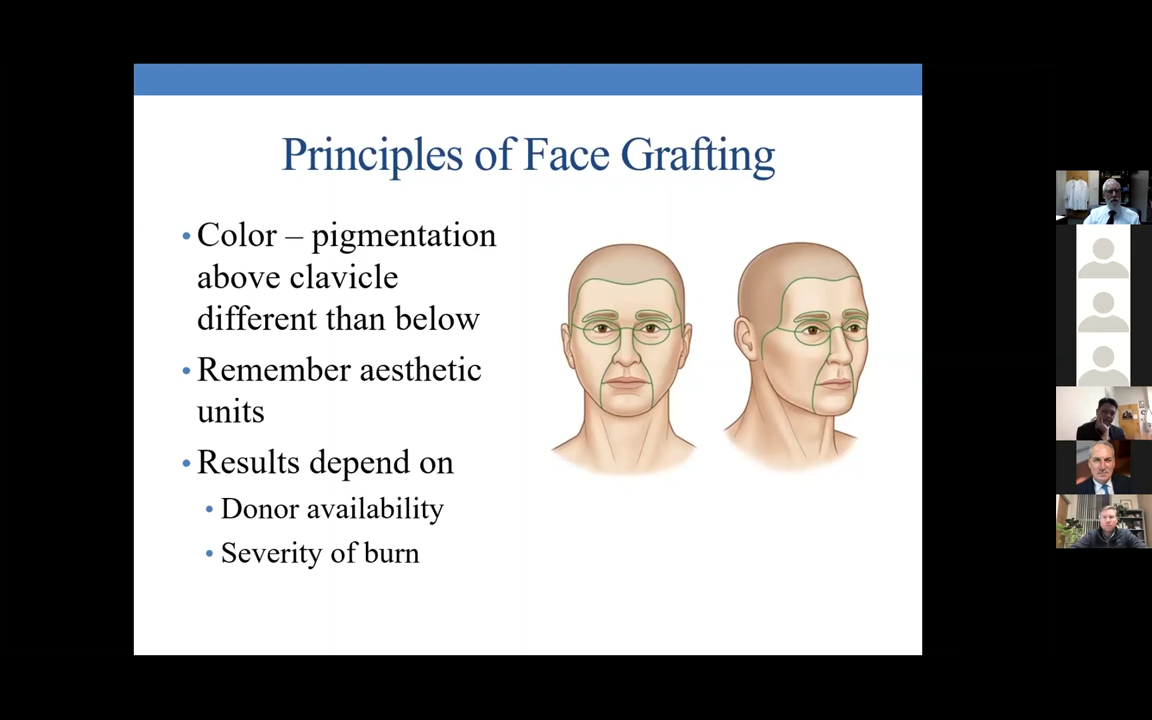 Principles of Face Grafting
Color – pigmentation
above clavicle
different than below
Remember aesthetic
units
Results depend on
Donor availability
Severity of burn